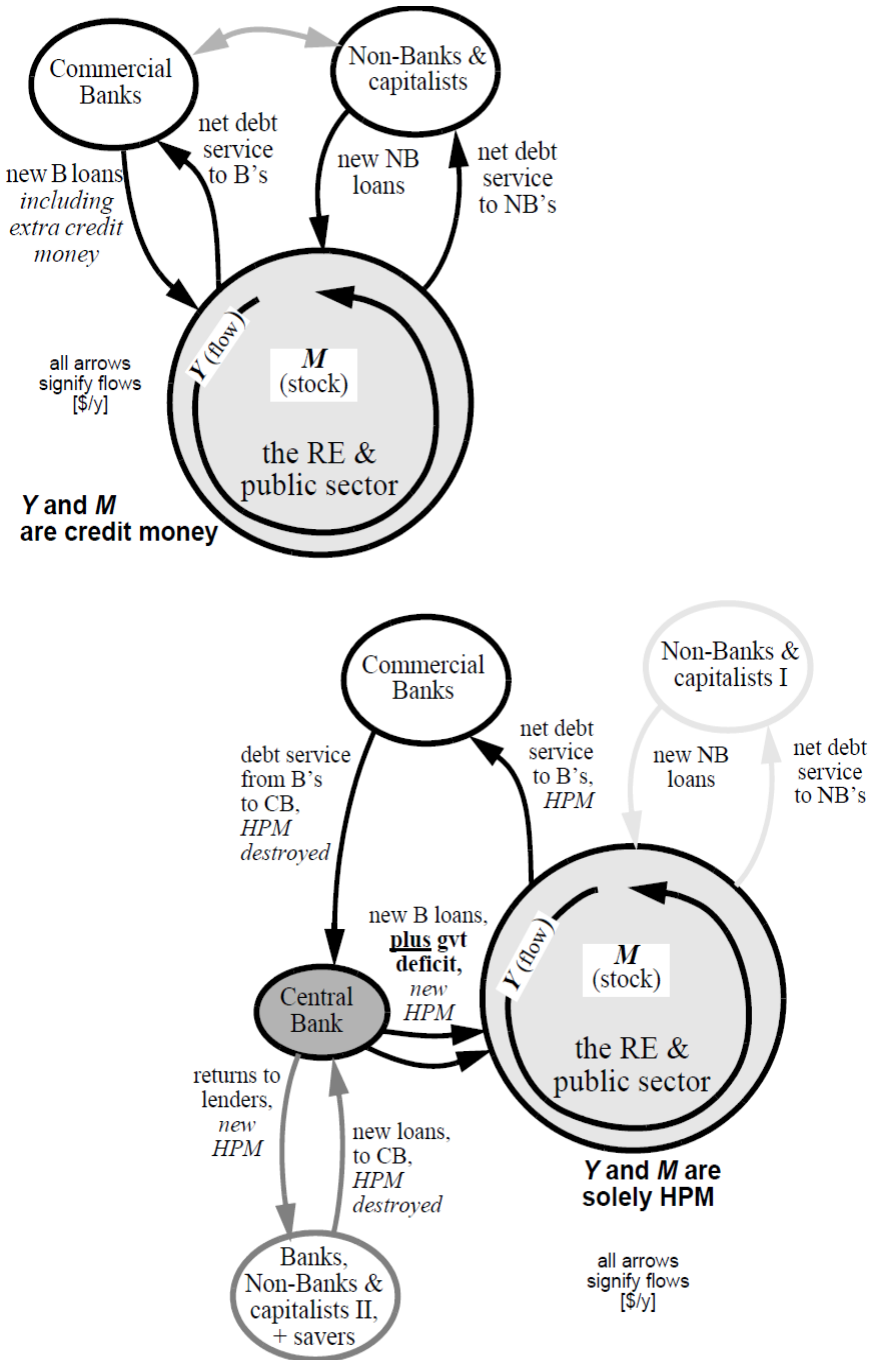 Commercial
Banks
Non-Banks &
capitalists
net debt
service
to B's
new B loans
including
extra credit
money
new NB
loans
net debt
service
to NB's
all arrows
signify flows
[$/y]
Y (flow)
M
(stock)
the RE &
public sector
Y and M
are credit money
Commercial
Banks
Non-Banks &
capitalists I
debt service
from B's
to CB,
HPM
destroyed
net debt
service
to B's,
HPM
new NB
loans
net debt
service
to NB's
new B loans,
plus gvt
deficit,
new
HPM
Y (flow)
M
(stock)
Central
Bank
the RE &
public sector
returns to
lenders,
new
HPM
new loans,
to CB,
HPM
destroyed
Y and M are
solely HPM
Banks,
Non-Banks &
capitalists II,
+ savers
all arrows
signify flows
[$/y]